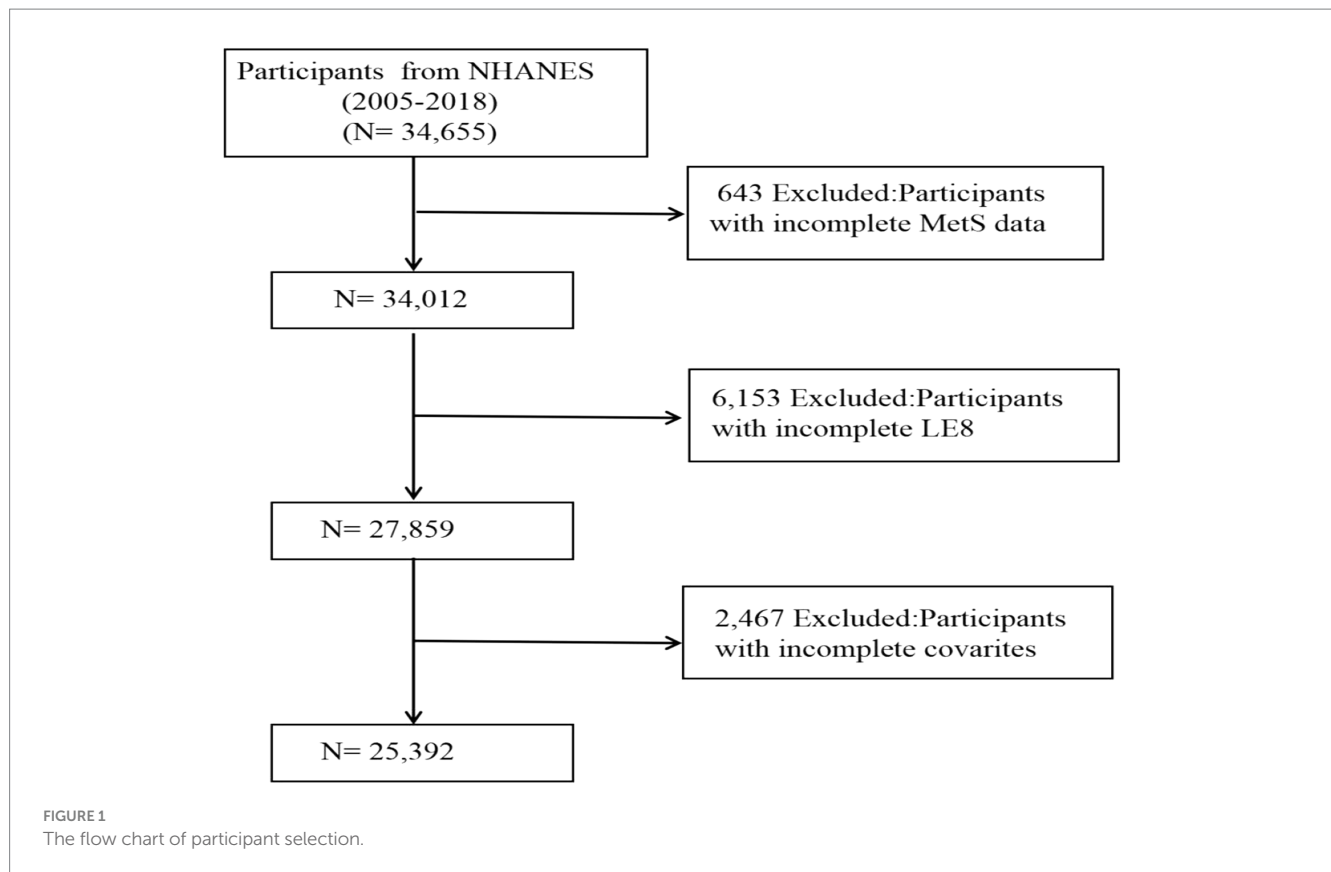 Participants from NHANES
(2005-2018)
(N= 34,655)
643 Excluded:Participants
with incomplete MetS data
N= 34,012
6,153 Excluded:Participants
with incomplete LE8
N= 27,859
2,467 Excluded:Participants
with incomplete covarites
N= 25,392
FIGURE 1
The flow chart of participant selection.